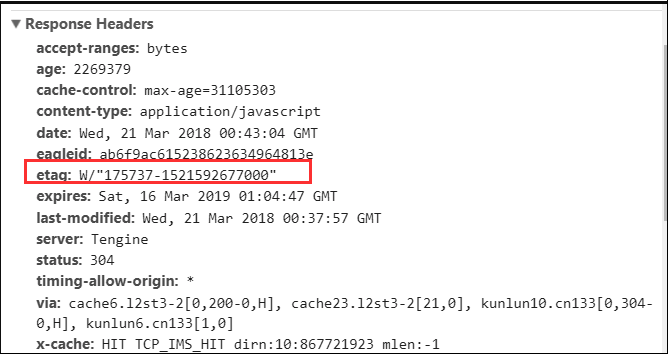 ▼ Response Headers
accept-ranges: bytes
age: 2269379
cache-control: max-age=31105303
content-type: application/javascript
date: Wed, 21 Mar 2018 00:43:04 GMT
eagleid: ab6f9ac615238623634964813e
etag: W/"175737-1521592677000"
expires: Sat, 16 Mar 2019 01:04:47 GMT
last-modified: Wed, 21 Mar 2018 00:37:57 GMT
server: Tengine
status: 304
timing-allow-origin: *
via: cache6.l2st3-2[0,200-0,H], cache23.l2st3-2[21,0], kunlun10.cn133[0,304-
0,H], kunlun6.cn133[1,0]
x-cache: HIT TCP_IMS_HIT dirn:10:867721923 mlen:-1